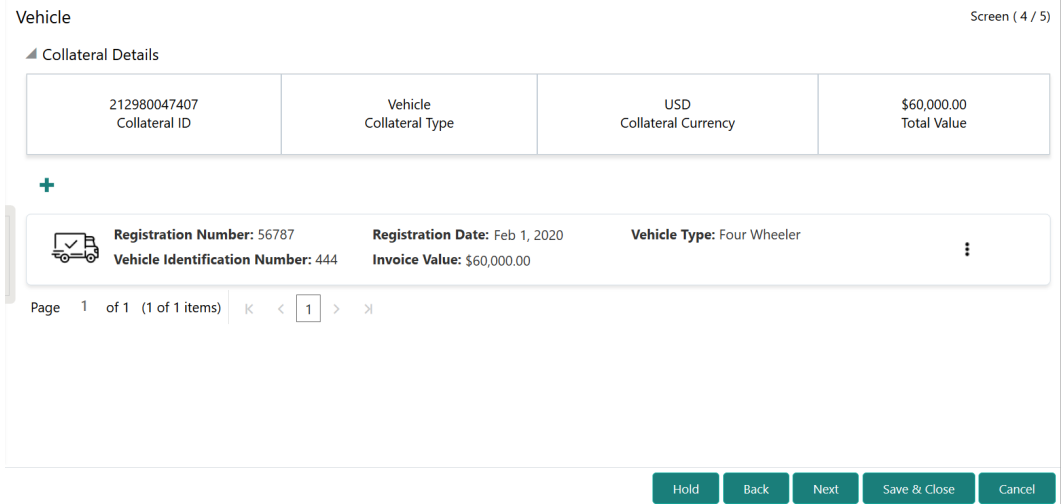 Vehicle Screen ( 4 / 5)
Collateral Details
212980047407 Vehicle USD $60,000.00
Collateral ID Collateral Type Collateral Currency Total Value
Registration Number: 56787 Registration Date: Feb 1, 2020 Vehicle Type: Four Wheeler
Vehicle Identification Number: 444 Invoice Value: $60,000.00
Page 1 of 1 (1 of 1 items) 1
Hold Back Next Save & Close Cancel